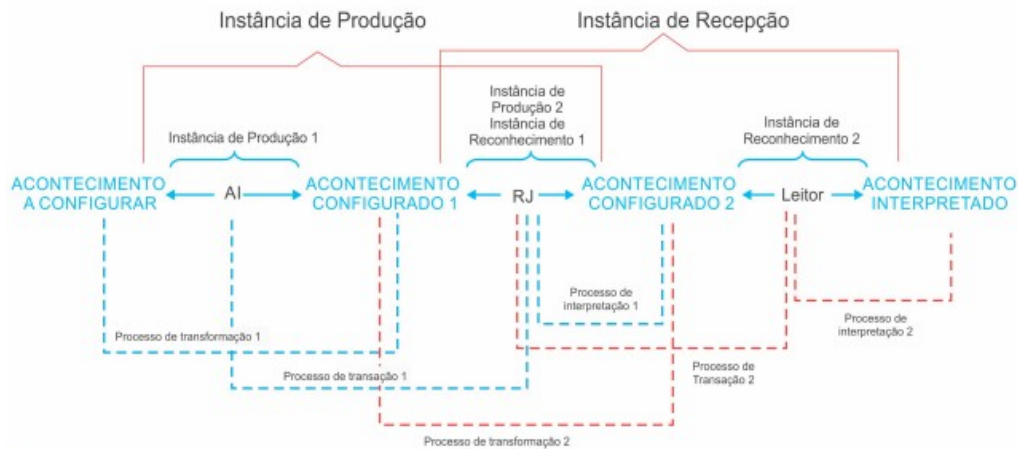 Instância de Produção
Instância de Recepção
Instância de
Produção 2
Instância de
Reconhecimento 1
Instância de Produção 1
Instância de
Reconhecimento 2
ACONTECIMENTO
A CONFIGURAR
AI
ACONTECIMENTO
CONFIGURADO 1
RJ
ACONTECIMENTO
CONFIGURADO 2
Leitor
ACONTECIMENTO
INTERPRETADO
Processo de
interpretação 1
Processo de
interpretação 2
Processo de transformação 1
Processo de transação 1
Processo de
Transação 2
Processo de transformação 2